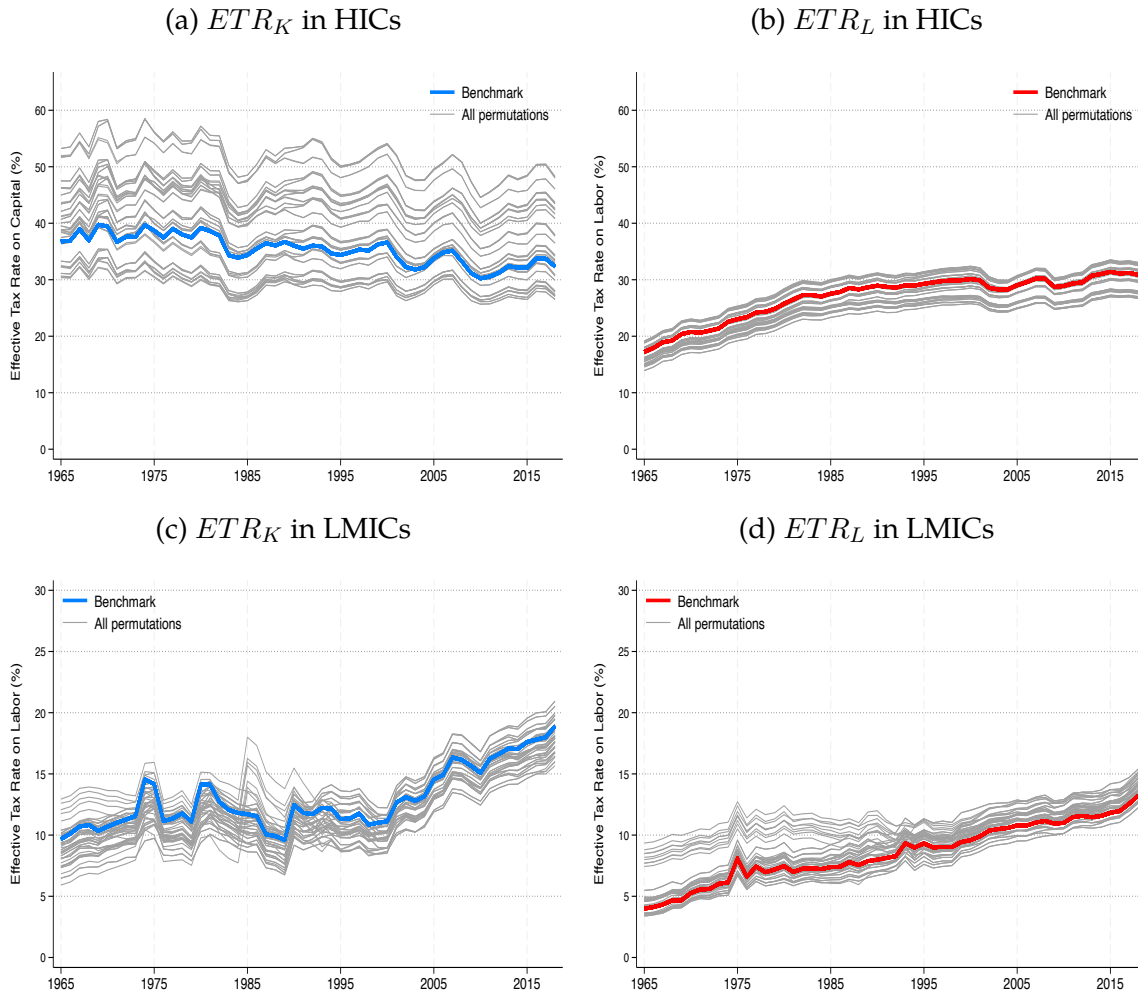 (a) ETR_K in HICs
Effective Tax Rate on Capital (%)
60
50
40
30
20
10
0
1965 1975 1985 1995 2005 2015
Benchmark
All permutations
(b) ETR_L in HICs
Effective Tax Rate on Labor (%)
60
50
40
30
20
10
0
1965 1975 1985 1995 2005 2015
Benchmark
All permutations
(c) ETR_K in LMICs
Effective Tax Rate on Labor (%)
30
25
20
15
10
5
0
1965 1975 1985 1995 2005 2015
Benchmark
All permutations
(d) ETR_L in LMICs
Effective Tax Rate on Labor (%)
30
25
20
15
10
5
0
1965 1975 1985 1995 2005 2015
Benchmark
All permutations